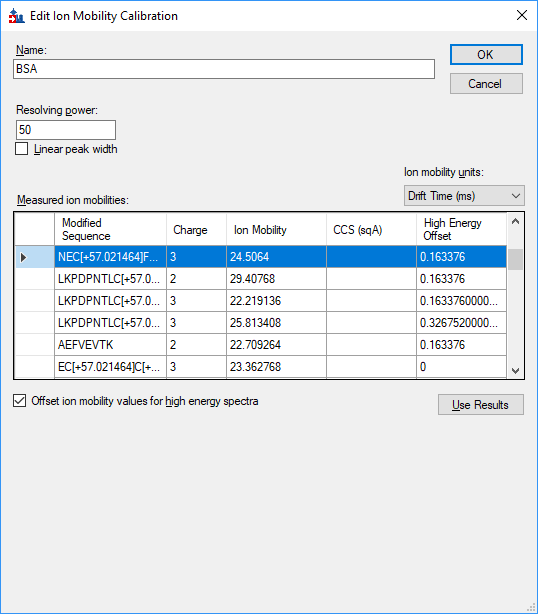 Edit Ion Mobility Calibration
Name:
OK
BSA
Cancel
Resolving power:
50
Linear peak width
Ion mobility units:
Measured ion mobilities:
Drift Time (ms)
Modified Sequence Charge Ion Mobility CCS (sqA) High Energy Offset
NEC[+57.021464]F... 3 24.5064 0.163376
LKPDPNTLC[+57.0... 2 29.40768 0.163376
LKPDPNTLC[+57.0... 3 22.219136 0.1633760000...
LKPDPNTLC[+57.0... 3 25.813408 0.3267520000...
AEFVEVTK 2 22.709264 0.163376
EC[+57.021464]C[+... 3 23.362768 0
Offset ion mobility values for high energy spectra
Use Results